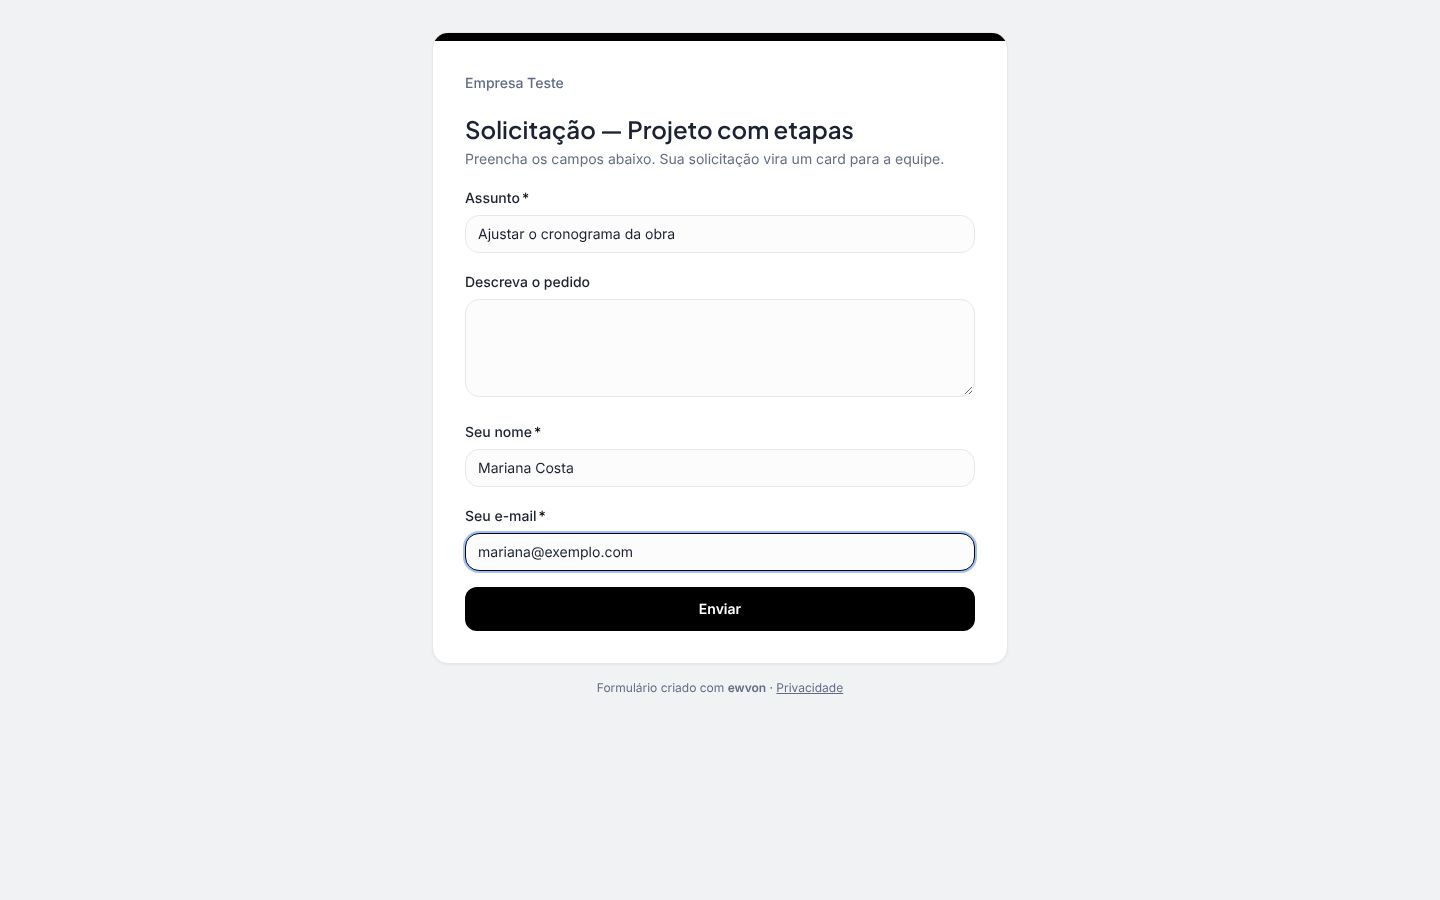 Empresa Teste
Solicitação — Projeto com etapas
Preencha os campos abaixo. Sua solicitação vira um card para a equipe.
Assunto *
Ajustar o cronograma da obra
Descreva o pedido
Seu nome *
Mariana Costa
Seu e-mail *
mariana@exemplo.com
Enviar
Formulário criado com ewvon · Privacidade